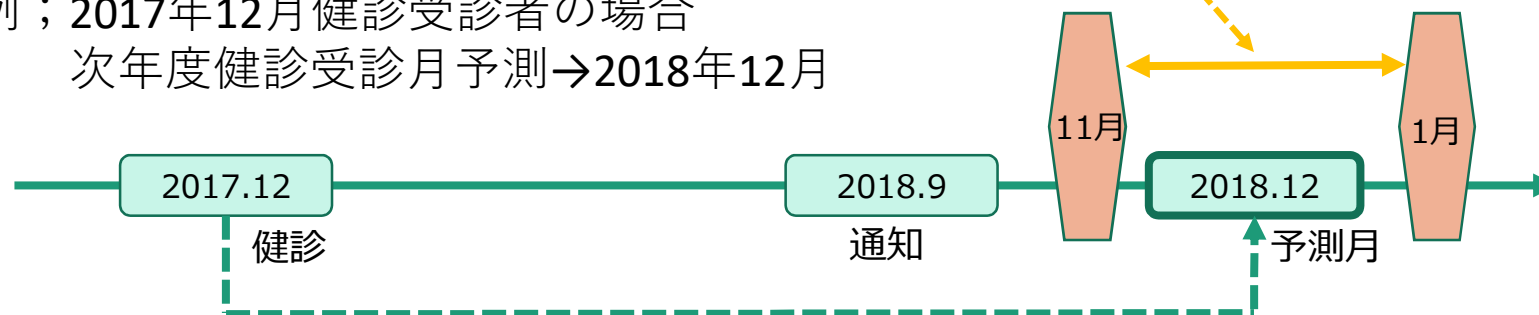 例；2017年12月健診受診者の場合
次年度健診受診月予測→2018年12月
11月
1月
2017.12
2018.9
2018.12
健診
通知
予測月